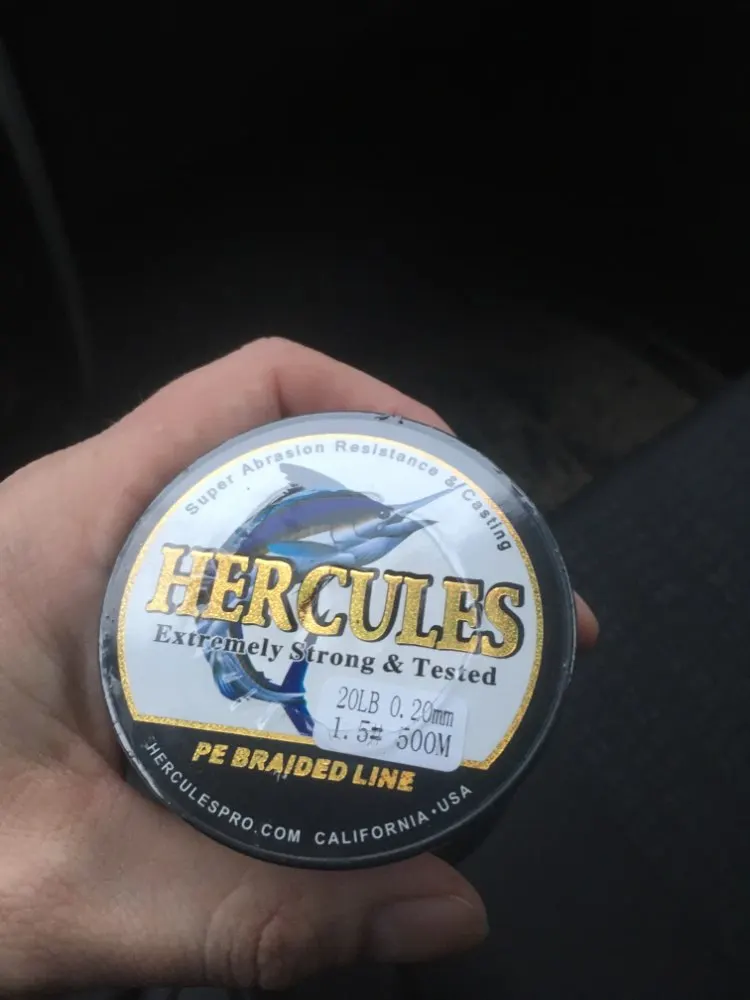 Super Abrasion Resistance & Casting
HERCULES
Extremely Strong & Tested
20LB 0.20mm
1.5# 500M
PE BRAIDED LINE
HERCULESPRO.COM CALIFORNIA•USA